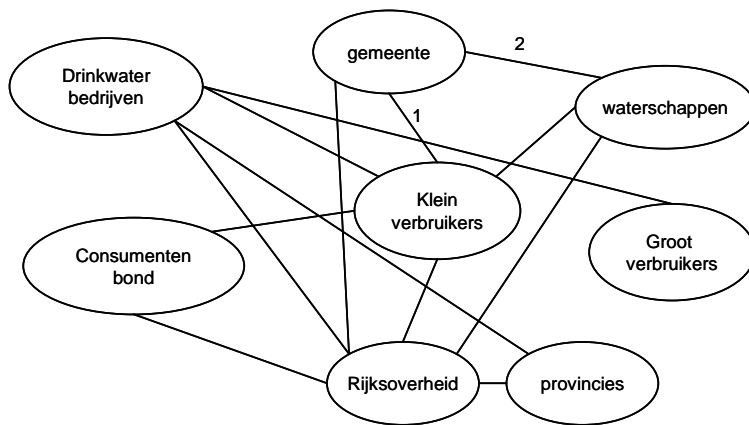 gemeente
2
Drinkwater
bedrijven
waterschappen
1
Klein
verbruikers
Consumenten
bond
Groot
verbruikers
Rijksoverheid
provincies